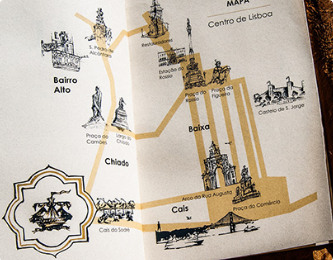 MAPA
Centro de Lisboa
S. Pedro de
Alcântara
Restauradores
Estação do
Rossio
Bairro
Alto
Praça do
Rossio
Praça da
Figueira
Castelo de S. Jorge
Praça do
Camões
Largo do
Chiado
Baixa
Chiado
Arco da Rua Augusta
Cais do Sodré
Cais
Praça do Comércio